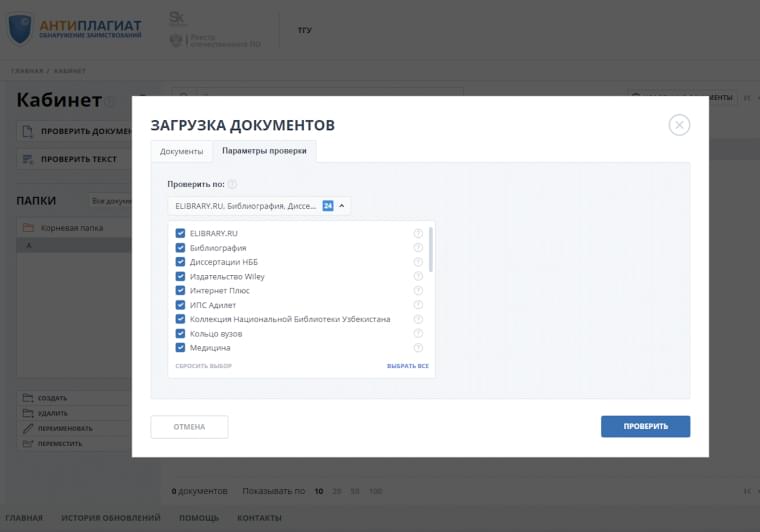 АНТИПЛАГИАТ
ОБНАРУЖЕНИЕ ЗАИМСТВОВАНИЙ
Sk
Реестр
отечественного ПО
ТГУ
ГЛАВНАЯ / КАБИНЕТ
Кабинет
ПРОВЕРИТЬ ДОКУМЕН
ПРОВЕРИТЬ ТЕКСТ
ПАПКИ
Все докуме
Корневая папка
A
СОЗДАТЬ
УДАЛИТЬ
ПЕРЕИМЕНОВАТЬ
ПЕРЕМЕСТИТЬ
ЗАГРУЗКА ДОКУМЕНТОВ
Документы
Параметры проверки
Проверить по:
ELIBRARY.RU, Библиография, Диссе... 24
ELIBRARY.RU
Библиография
Диссертации НББ
Издательство Wiley
Интернет Плюс
ИПС Адилет
Коллекция Национальной Библиотеки Узбекистана
Кольцо вузов
Медицина
СБРОСИТЬ ВЫБОР
ВЫБРАТЬ ВСЕ
ОТМЕНА
ПРОВЕРИТЬ
0 документов Показывать по 10 20 50 100
ГЛАВНАЯ ИСТОРИЯ ОБНОВЛЕНИЙ ПОМОЩЬ КОНТАКТЫ